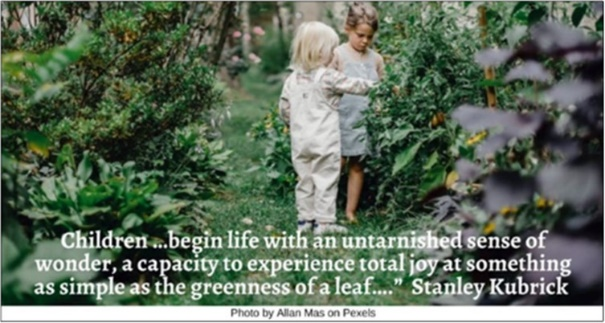 Children ...begin life with an untarnished sense of
wonder, a capacity to experience total joy at something
as simple as the greenness of a leaf....” Stanley Kubrick
Photo by Allan Mas on Pexels